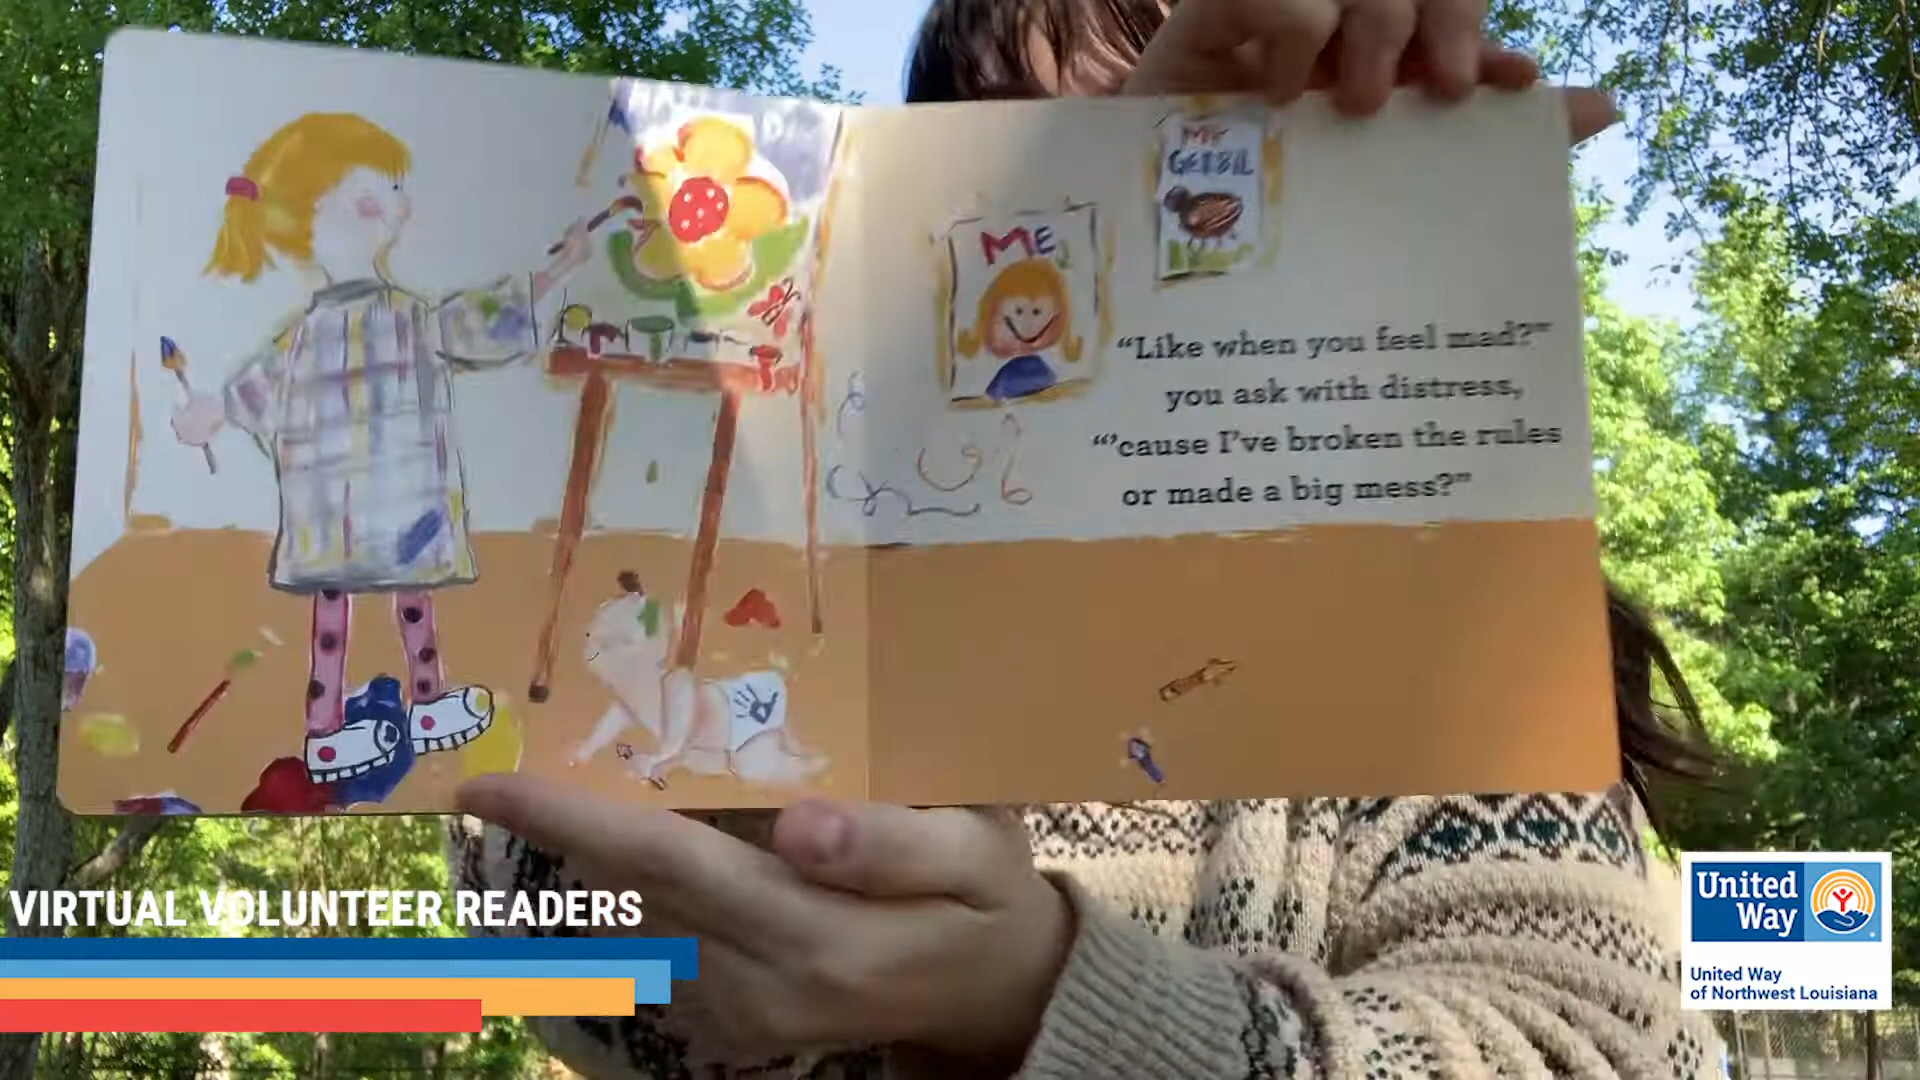 ME
MY
GERBIL
“Like when you feel mad?”
you ask with distress,
“’cause I’ve broken the rules
or made a big mess?”
VIRTUAL VOLUNTEER READERS
United
Way
United Way
of Northwest Louisiana